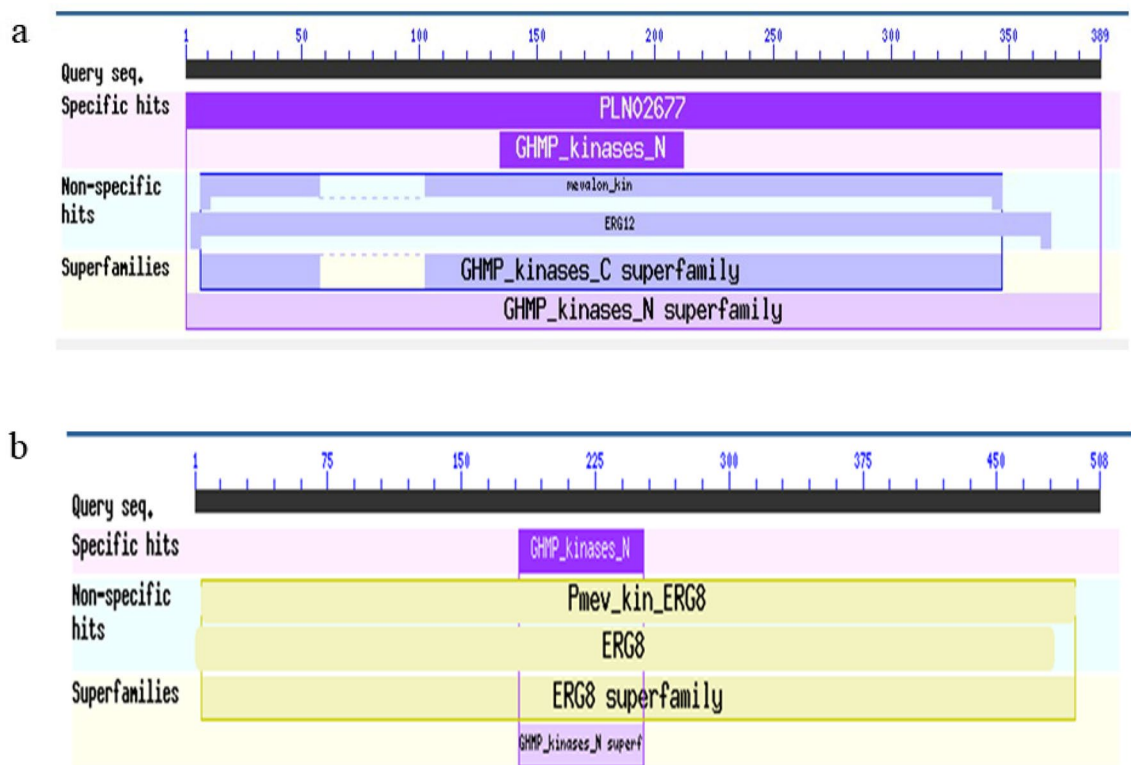 a
1 50 100 150 200 250 300 350 389
Query seq.
Specific hits
PLN02677
GHMP_kinases_N
Non-specific
hits
mevalon_kin
ERG12
Superfamilies
GHMP_kinases_C superfamily
GHMP_kinases_N superfamily
b
1 75 150 225 300 375 450 508
Query seq.
Specific hits
GHMP_kinases_N
Non-specific
hits
Pmev_kin_ERG8
ERG8
Superfamilies
ERG8 superfamily
GHMP_kinases_N superf